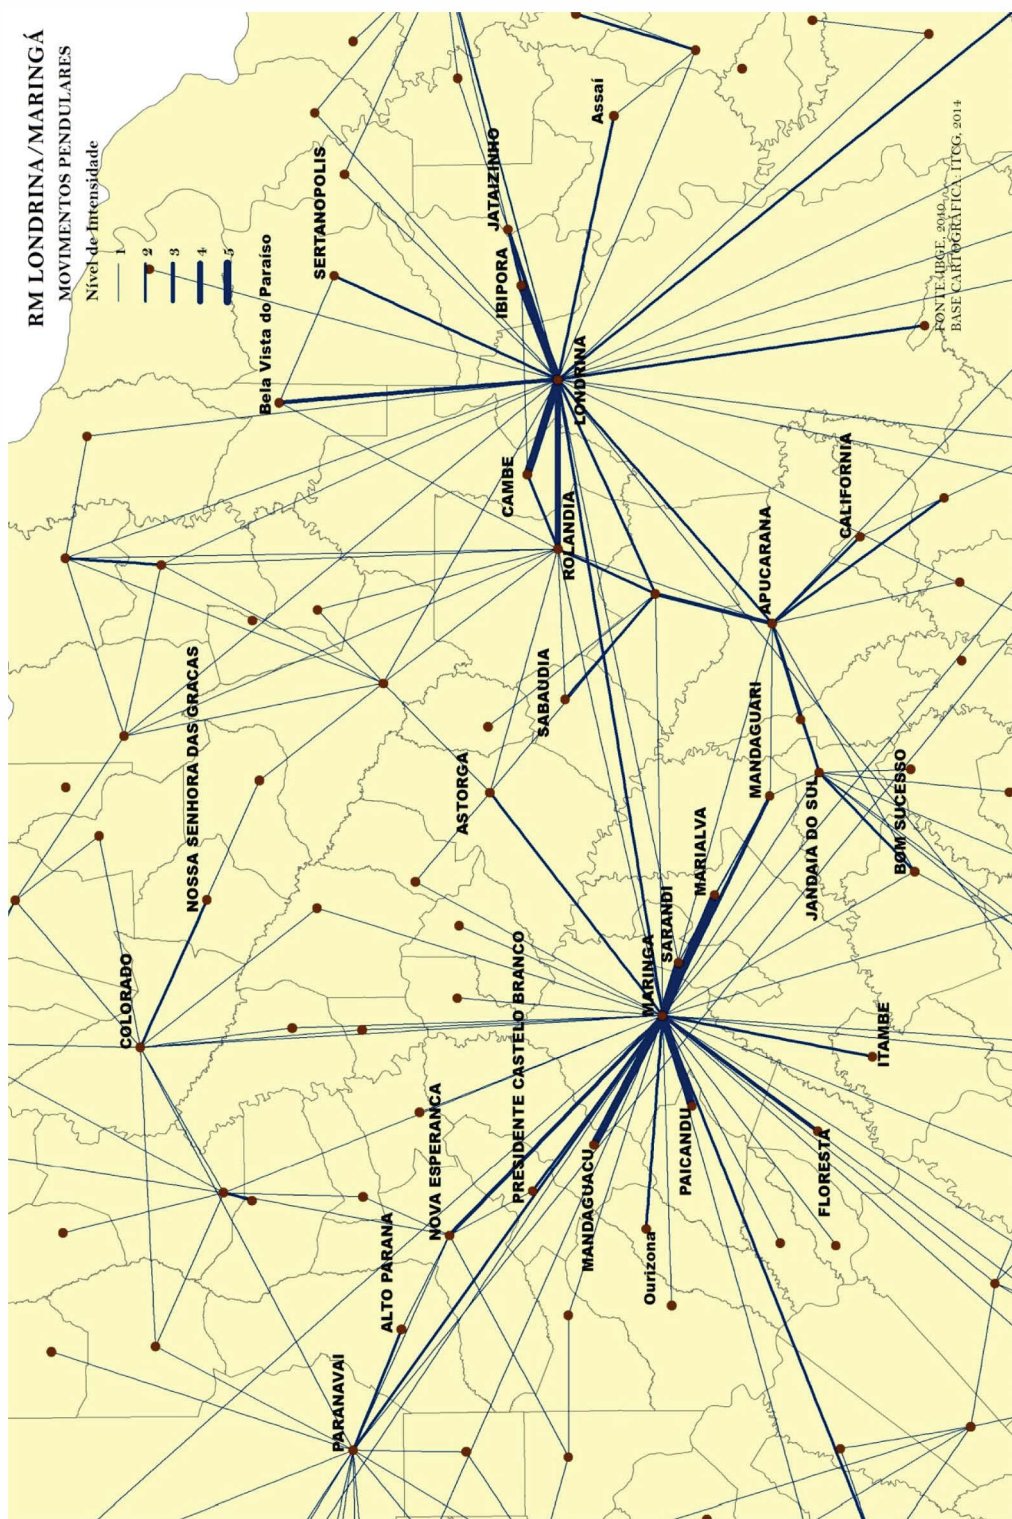 RM LONDRINA/MARINGÁ
MOVIMENTOS PENDULARES
Nível de Intensidade
1
2
3
4
5
PARANAVAI
ALTO PARANA
NOVA ESPERANCA
COLORADO
PRESIDENTE CASTELO BRANCO
MANDAGUACU
Ourizona
PAICANDU
FLORESTA
ITAMBE
MARINGA
SARANDI
MARIALVA
MANDAGUARI
JANDAIA DO SUL
BOM SUCESSO
ASTORGA
NOSSA SENHORA DAS GRACAS
SABAUDIA
APUCARANA
CALIFORNIA
ROLANDIA
CAMBE
LONDRINA
Bela Vista do Paraíso
SERTANOPOLIS
IBIPORA
JATAIZINHO
Assaí
FONTE: IBGE, 2010
BASE CARTOGRÁFICA: ITCG, 2014